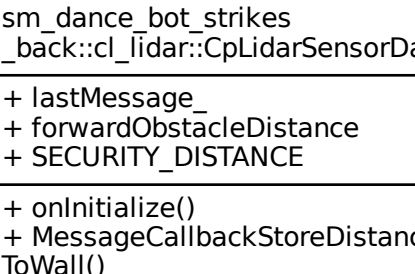 sm_dance_bot_strikes
_back::cl_lidar::CpLidarSensorDa
+ lastMessage_
+ forwardObstacleDistance
+ SECURITY_DISTANCE
+ onInitialize()
+ MessageCallbackStoreDistanc
ToWall()